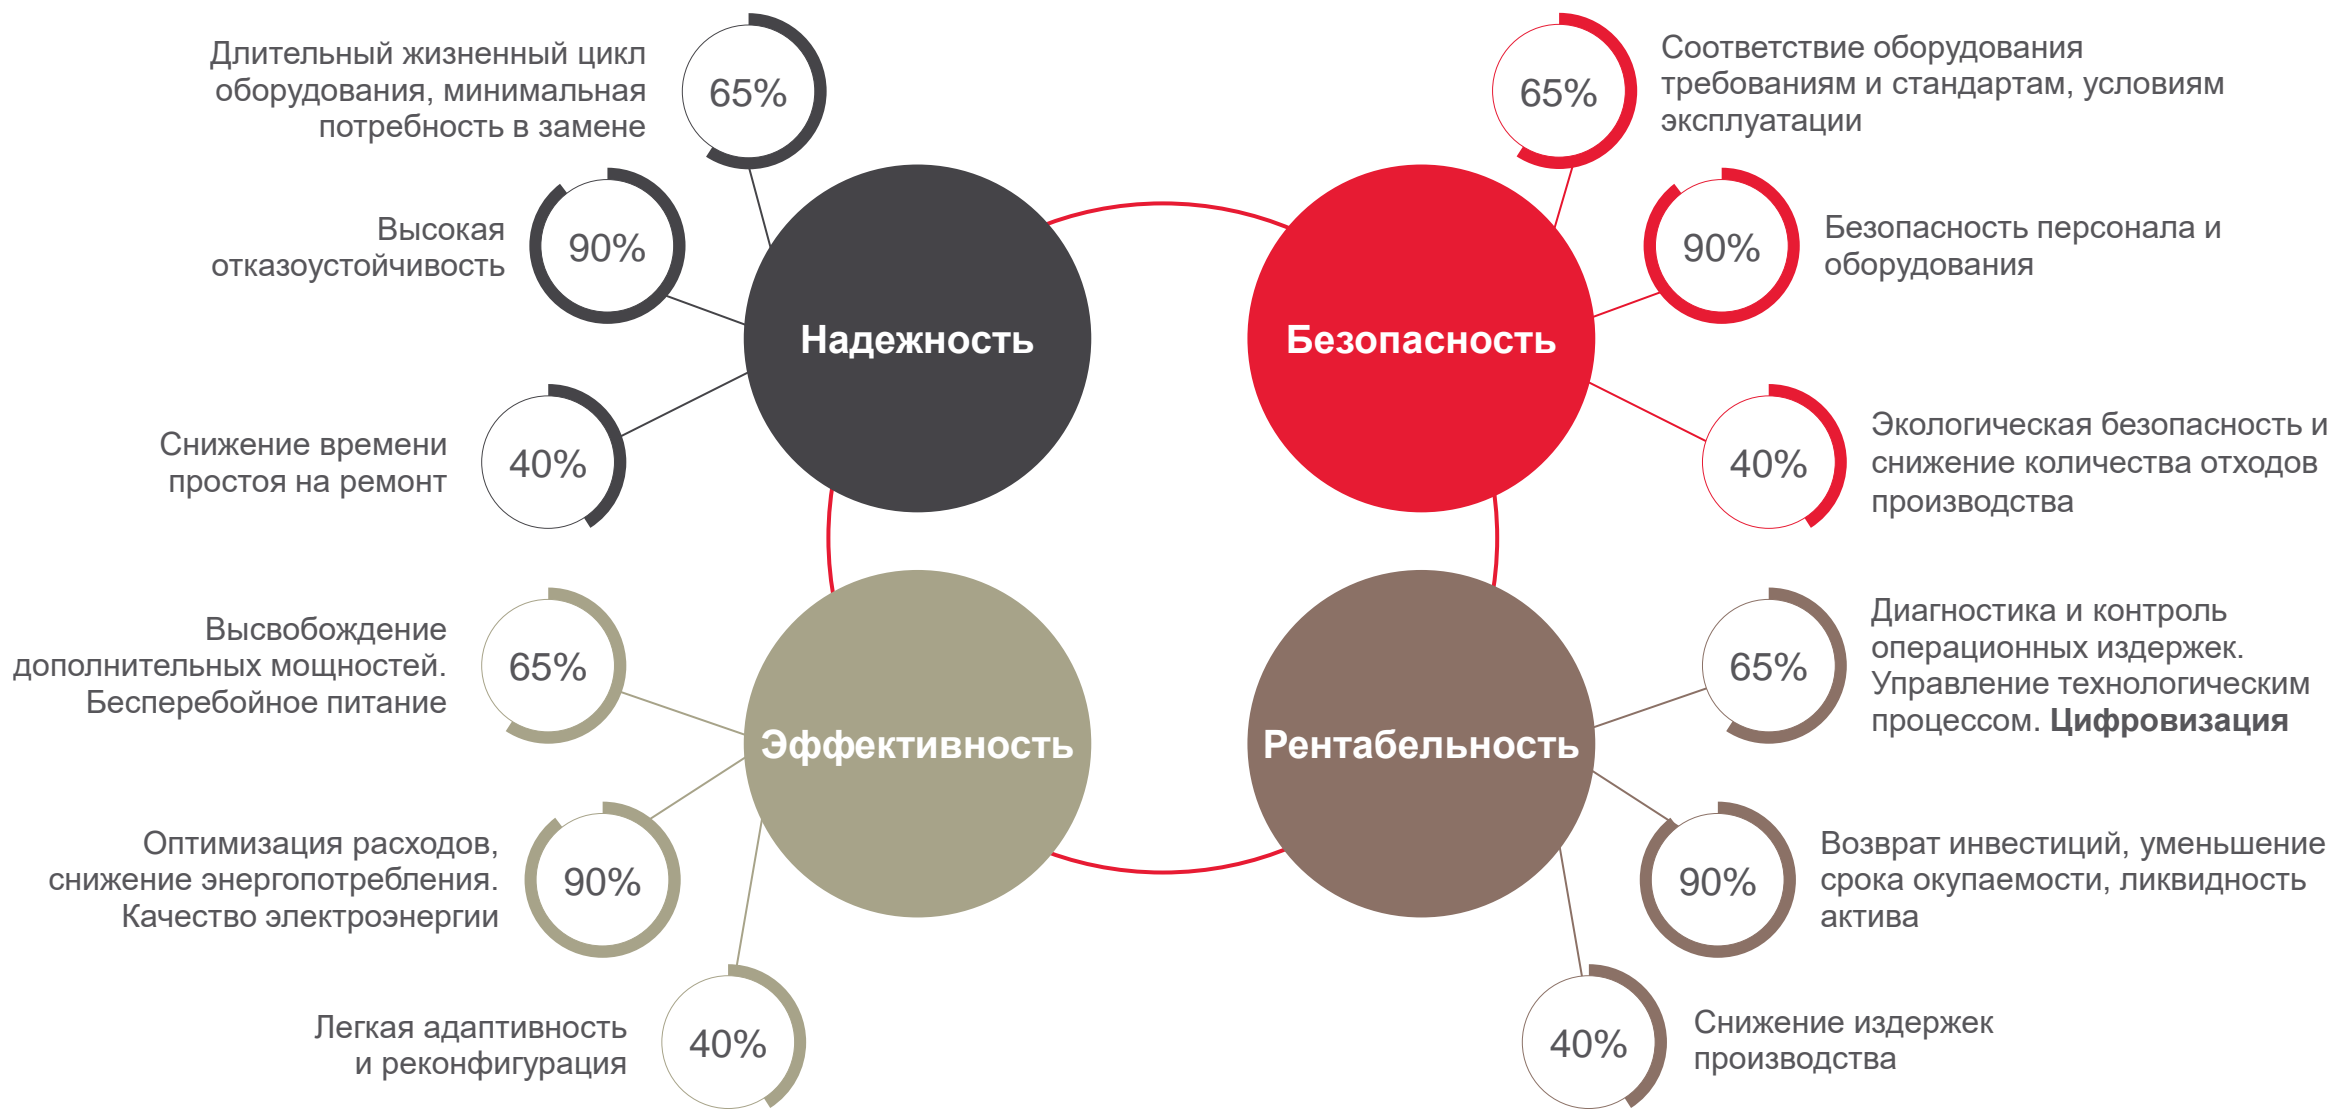 Длительный жизненный цикл
оборудования, минимальная
потребность в замене
65%
Высокая
отказоустойчивость
90%
Снижение времени
простоя на ремонт
40%
Надежность
Безопасность
65%
Соответствие оборудования
требованиям и стандартам, условиям
эксплуатации
90%
Безопасность персонала и
оборудования
40%
Экологическая безопасность и
снижение количества отходов
производства
Высвобождение
дополнительных мощностей.
Бесперебойное питание
65%
Оптимизация расходов,
снижение энергопотребления.
Качество электроэнергии
90%
Легкая адаптивность
и реконфигурация
40%
Эффективность
Рентабельность
65%
Диагностика и контроль
операционных издержек.
Управление технологическим
процессом. Цифровизация
90%
Возврат инвестиций, уменьшение
срока окупаемости, ликвидность
актива
40%
Снижение издержек
производства